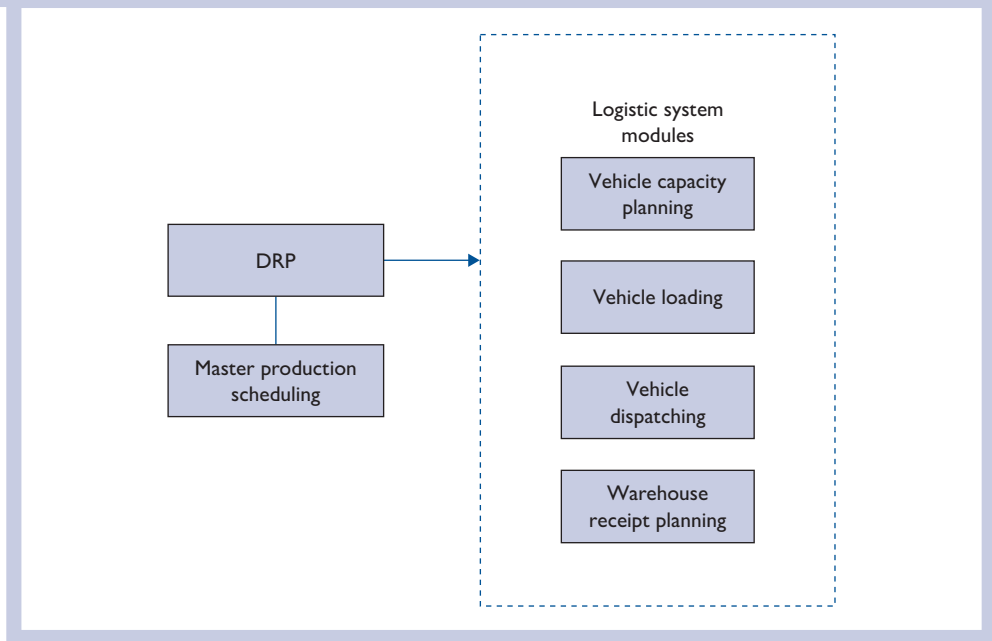 DRP
Master production
scheduling
Logistic system
modules
Vehicle capacity
planning
Vehicle loading
Vehicle
dispatching
Warehouse
receipt planning